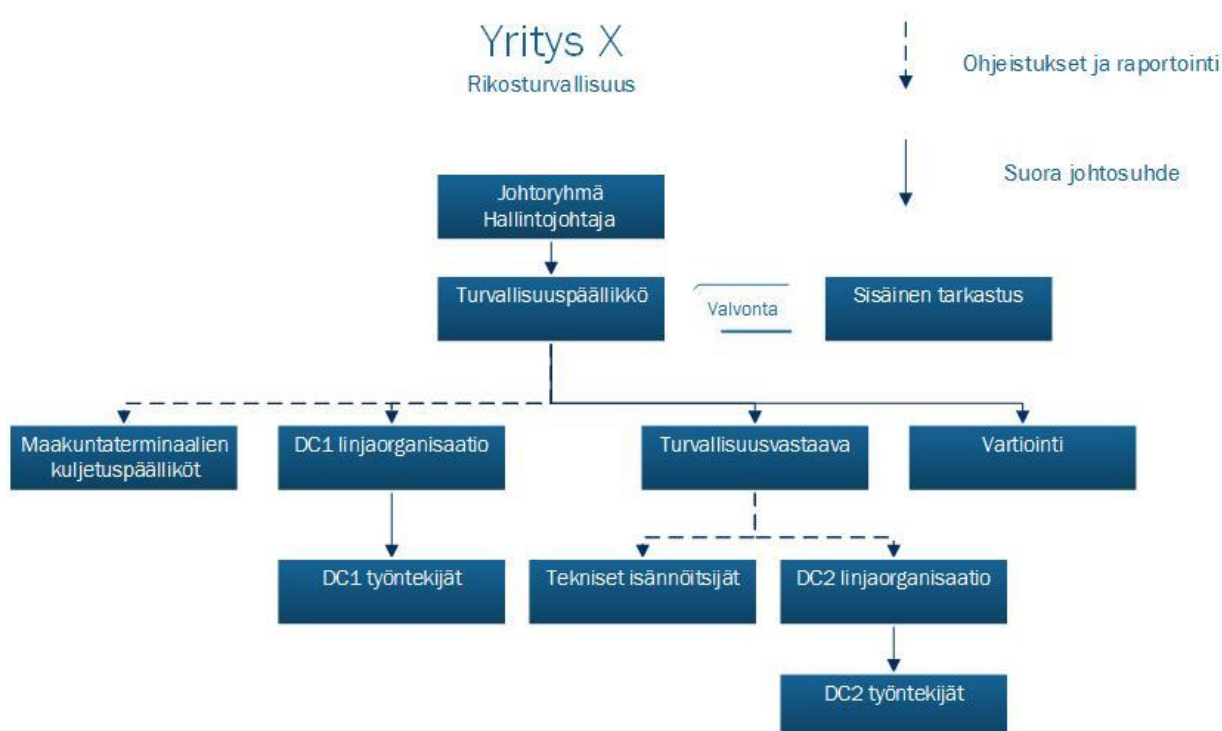 Yritys X
Rikosturvallisuus
Ohjeistukset ja raportointi
Suora johtosuhde
Johtoryhmä
Hallintojohtaja
Turvallisuuspäällikkö
Valvonta
Sisäinen tarkastus
Maakuntaterminaalien
kuljetuspäälliköt
DC1 linjaorganisaatio
Turvallisuusvastaava
Vartiointi
DC1 työntekijät
Tekniset isännöitsijät
DC2 linjaorganisaatio
DC2 työntekijät